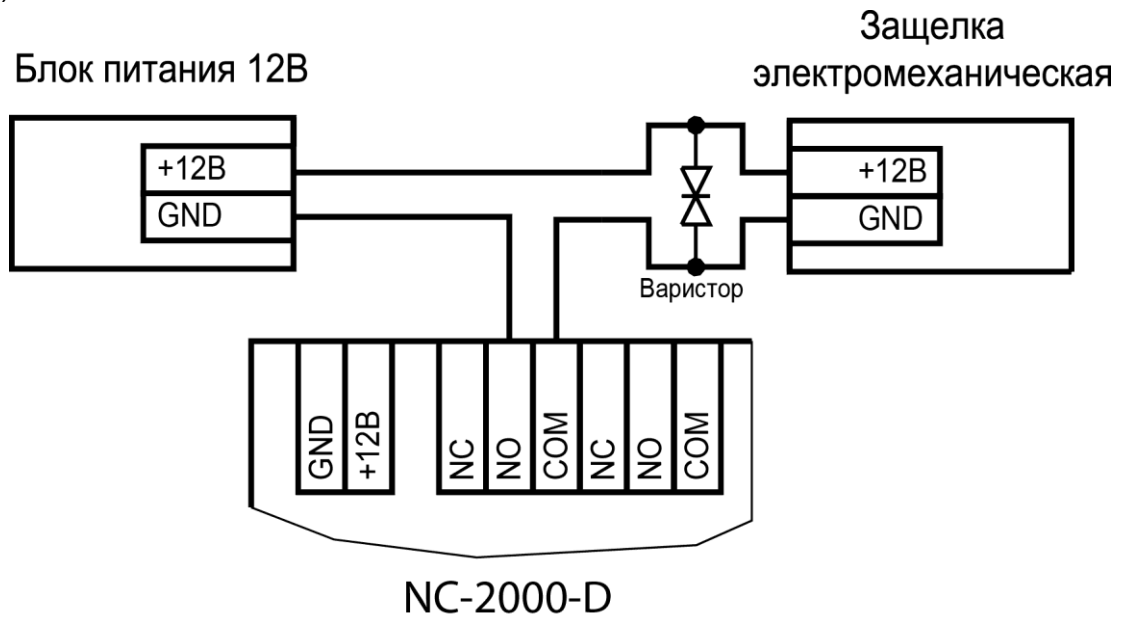 Защелка
Блок питания 12В
электромеханическая
+12В
GND
+12В
GND
Варистор
GND
+12В
NC
NO
COM
NC
NO
COM
NC-2000-D